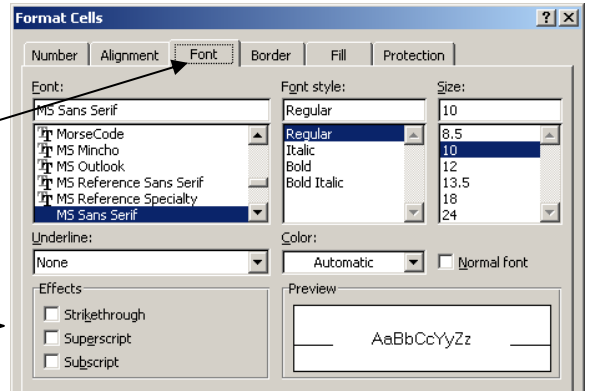 Format Cells
Number Alignment Font Border Fill Protection
Font: Font style: Size:
MS Sans Serif Regular 10
MorseCode Regular 8.5
MS Mincho Italic 10
MS Outlook Bold 12
MS Reference Sans Serif Bold Italic 13.5
MS Reference Specialty 18
MS Sans Serif 24
Underline: Color:
None Automatic Normal font
Effects Preview
Strikethrough
Superscript AaBbCcYyZz
Subscript